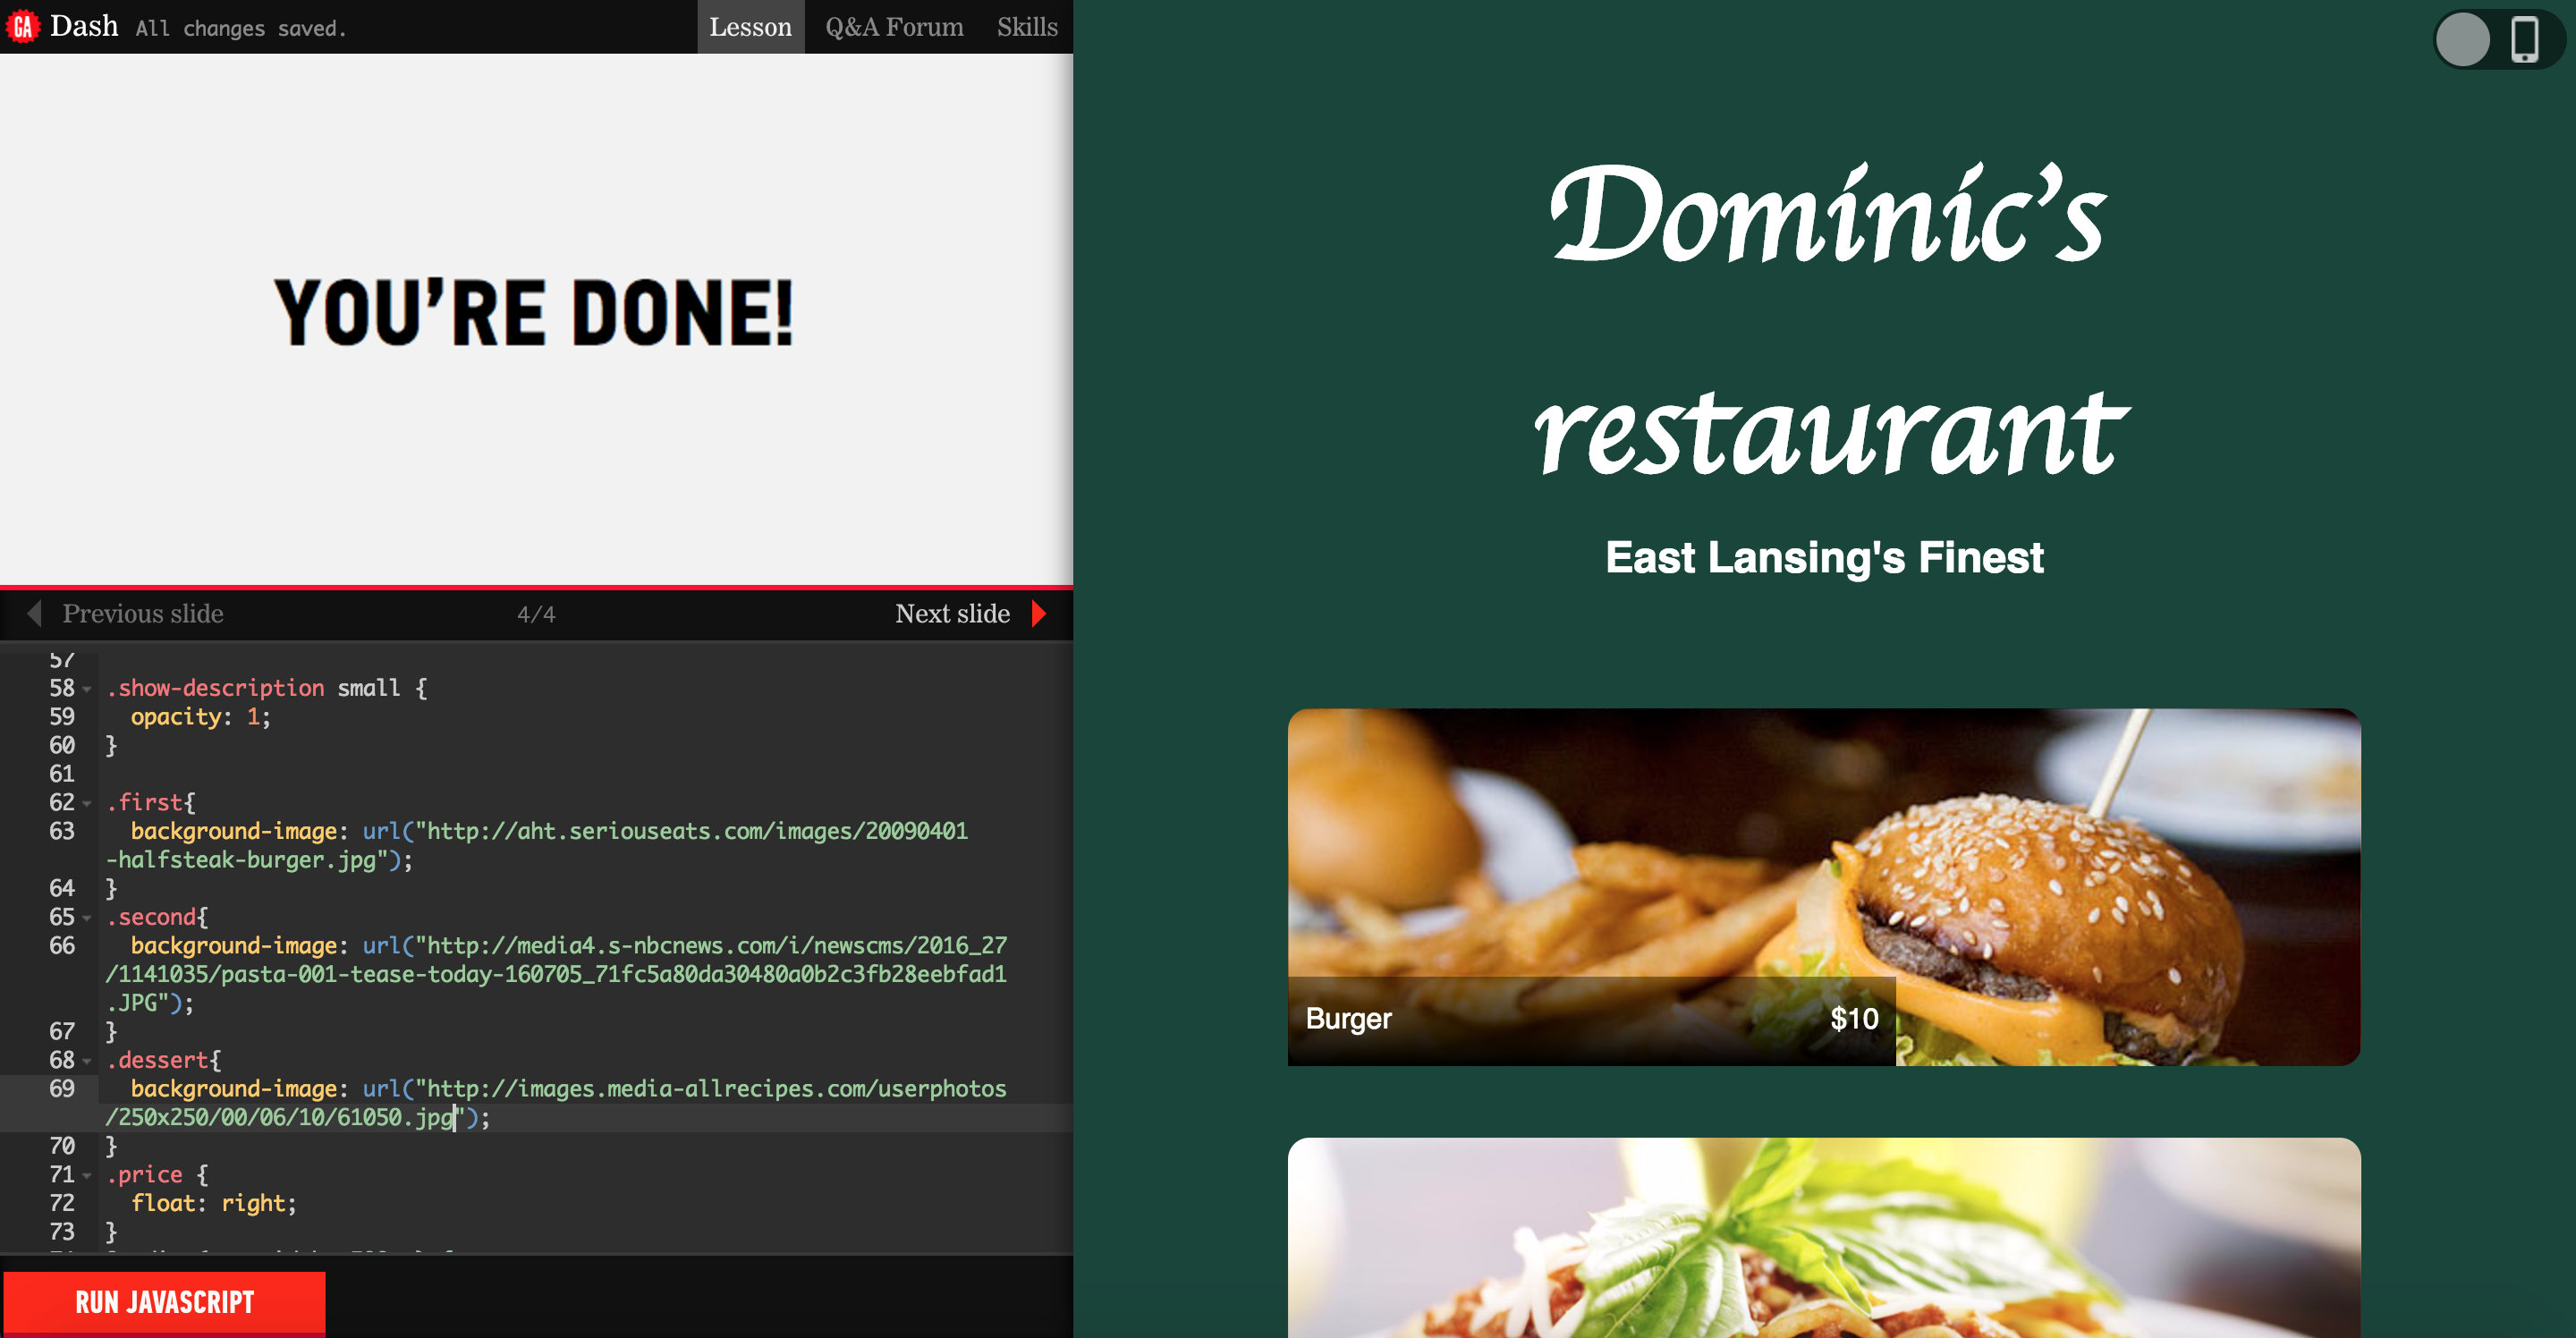 GA Dash All changes saved. Lesson Q&A Forum Skills
YOU'RE DONE!
Previous slide 4/4 Next slide
57
58 .show-description small {
59 opacity: 1;
60 }
61
62 .first{
63 background-image: url("http://aht.seriouseats.com/images/20090401
-halfsteak-burger.jpg");
64 }
65 .second{
66 background-image: url("http://media4.s-nbcnews.com/i/newscms/2016_27
/1141035/pasta-001-tease-today-160705_71fc5a80da30480a0b2c3fb28eebfad1
.JPG");
67 }
68 .dessert{
69 background-image: url("http://images.media-allrecipes.com/userphotos
/250x250/00/06/10/61050.jpg");
70 }
71 .price {
72 float: right;
73 }
RUN JAVASCRIPT
Dominic's
restaurant
East Lansing's Finest
Burger $10